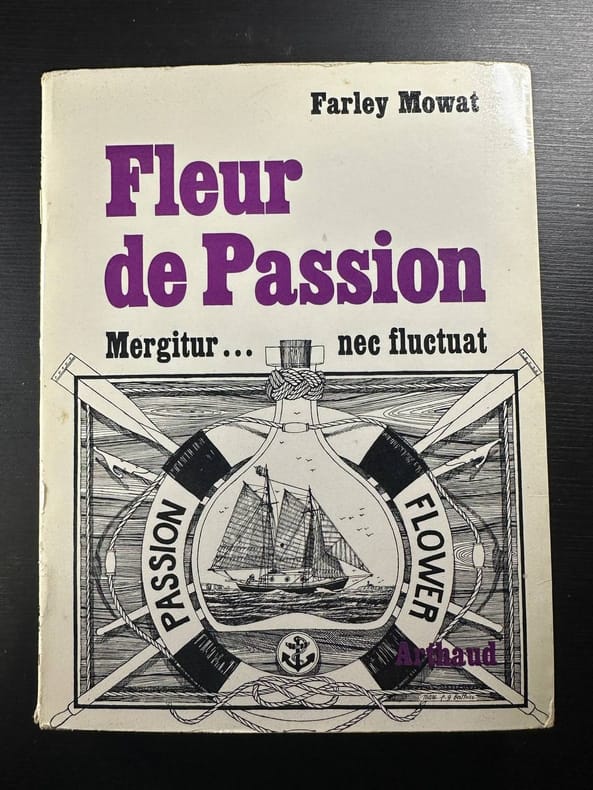 Farley Mowat
Fleur
de Passion
Mergitur... nec fluctuat
PASSION FLOWER
Arthaud